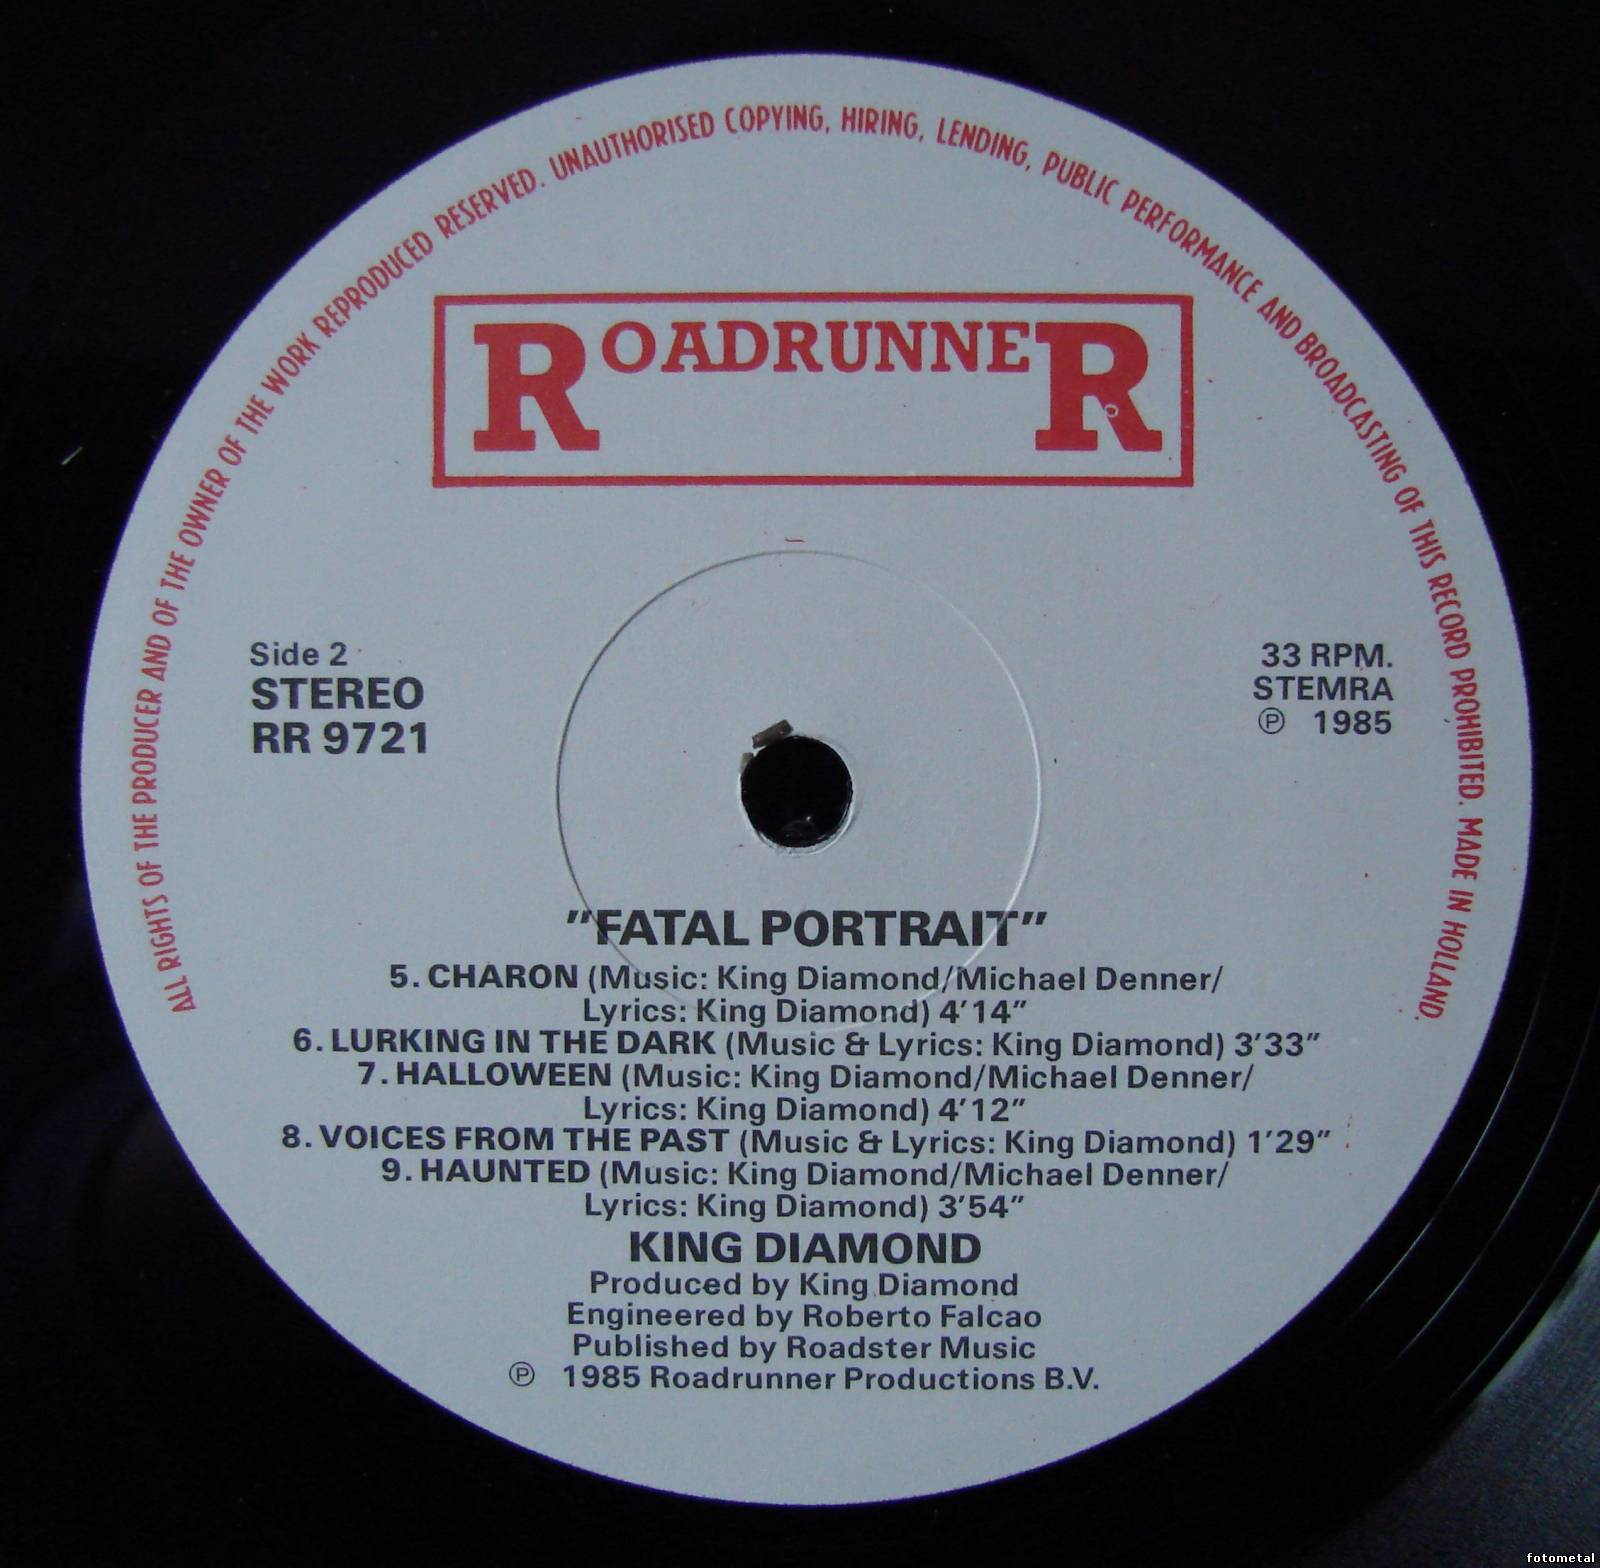 ALL RIGHTS OF THE PRODUCER AND OF THE OWNER OF THE WORK REPRODUCED RESERVED. UNAUTHORISED COPYING, HIRING, LENDING, PUBLIC PERFORMANCE AND BROADCASTING OF THIS RECORD PROHIBITED. MADE IN HOLLAND.
ROADRUNNER
Side 2
STEREO
RR 9721
33 RPM.
STEMRA
℗ 1985
"FATAL PORTRAIT"
5. CHARON (Music: King Diamond/Michael Denner/
Lyrics: King Diamond) 4'14"
6. LURKING IN THE DARK (Music & Lyrics: King Diamond) 3'33"
7. HALLOWEEN (Music: King Diamond/Michael Denner/
Lyrics: King Diamond) 4'12"
8. VOICES FROM THE PAST (Music & Lyrics: King Diamond) 1'29"
9. HAUNTED (Music: King Diamond/Michael Denner/
Lyrics: King Diamond) 3'54"
KING DIAMOND
Produced by King Diamond
Engineered by Roberto Falcao
Published by Roadster Music
℗ 1985 Roadrunner Productions B.V.
fotometal